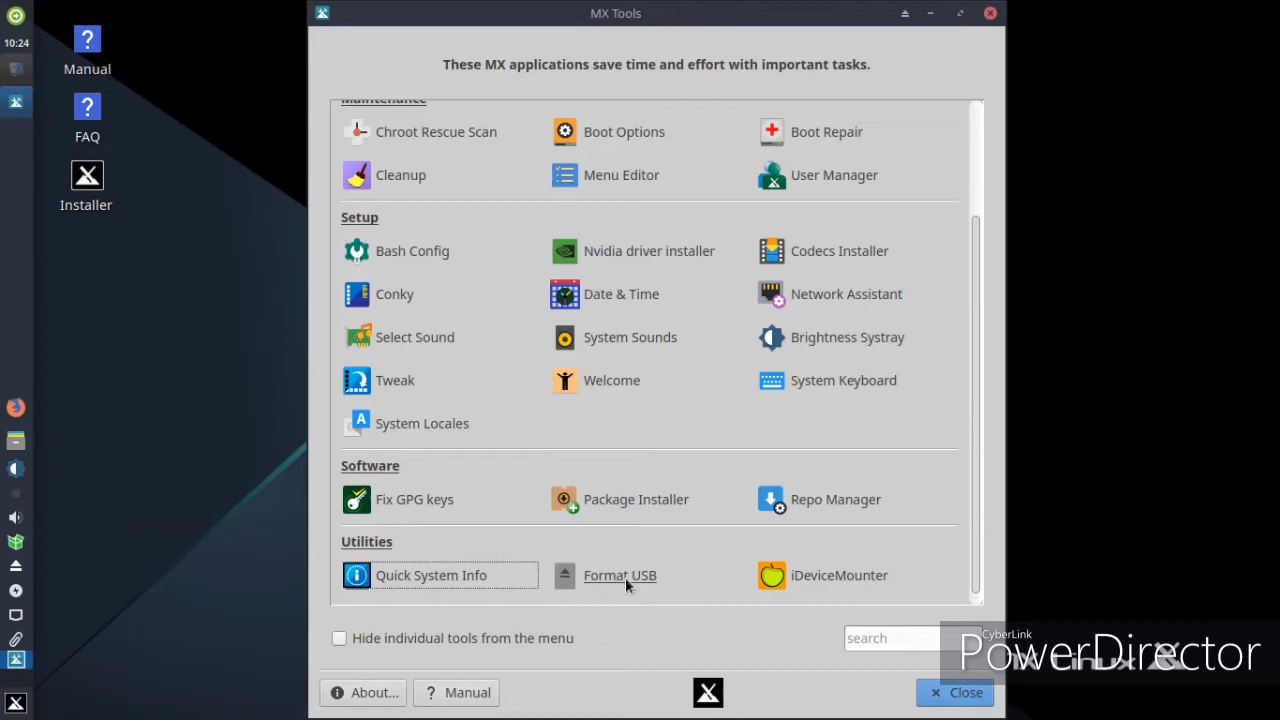 MX Tools
10:24
Manual
FAQ
Installer
These MX applications save time and effort with important tasks.
Maintenance
Chroot Rescue Scan
Boot Options
Boot Repair
Cleanup
Menu Editor
User Manager
Setup
Bash Config
Nvidia driver installer
Codecs Installer
Conky
Date & Time
Network Assistant
Select Sound
System Sounds
Brightness Systray
Tweak
Welcome
System Keyboard
System Locales
Software
Fix GPG keys
Package Installer
Repo Manager
Utilities
Quick System Info
Format USB
iDeviceMounter
Hide individual tools from the menu
search
CyberLink
PowerDirector
About...
? Manual
Close